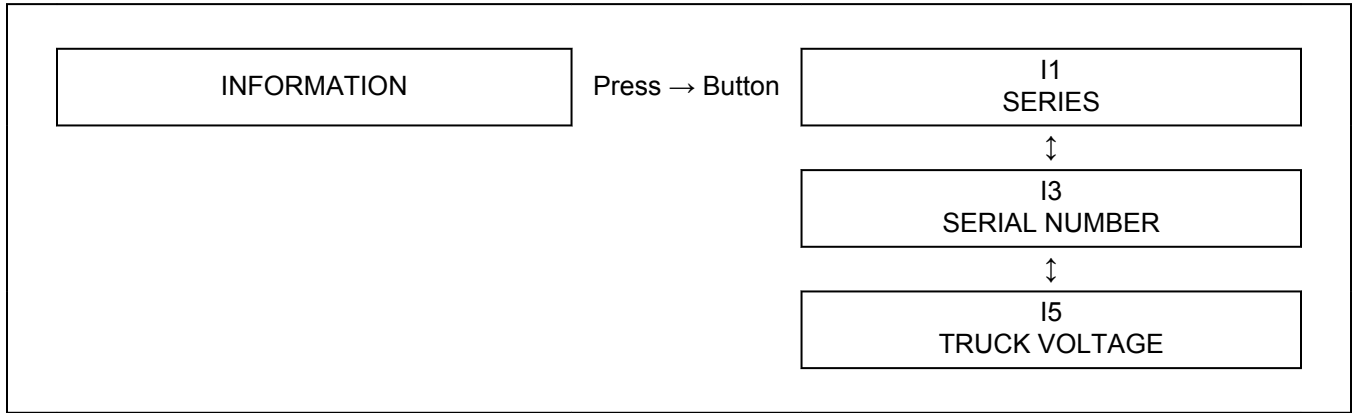 INFORMATION
Press → Button
I1
SERIES
↕
I3
SERIAL NUMBER
↕
I5
TRUCK VOLTAGE